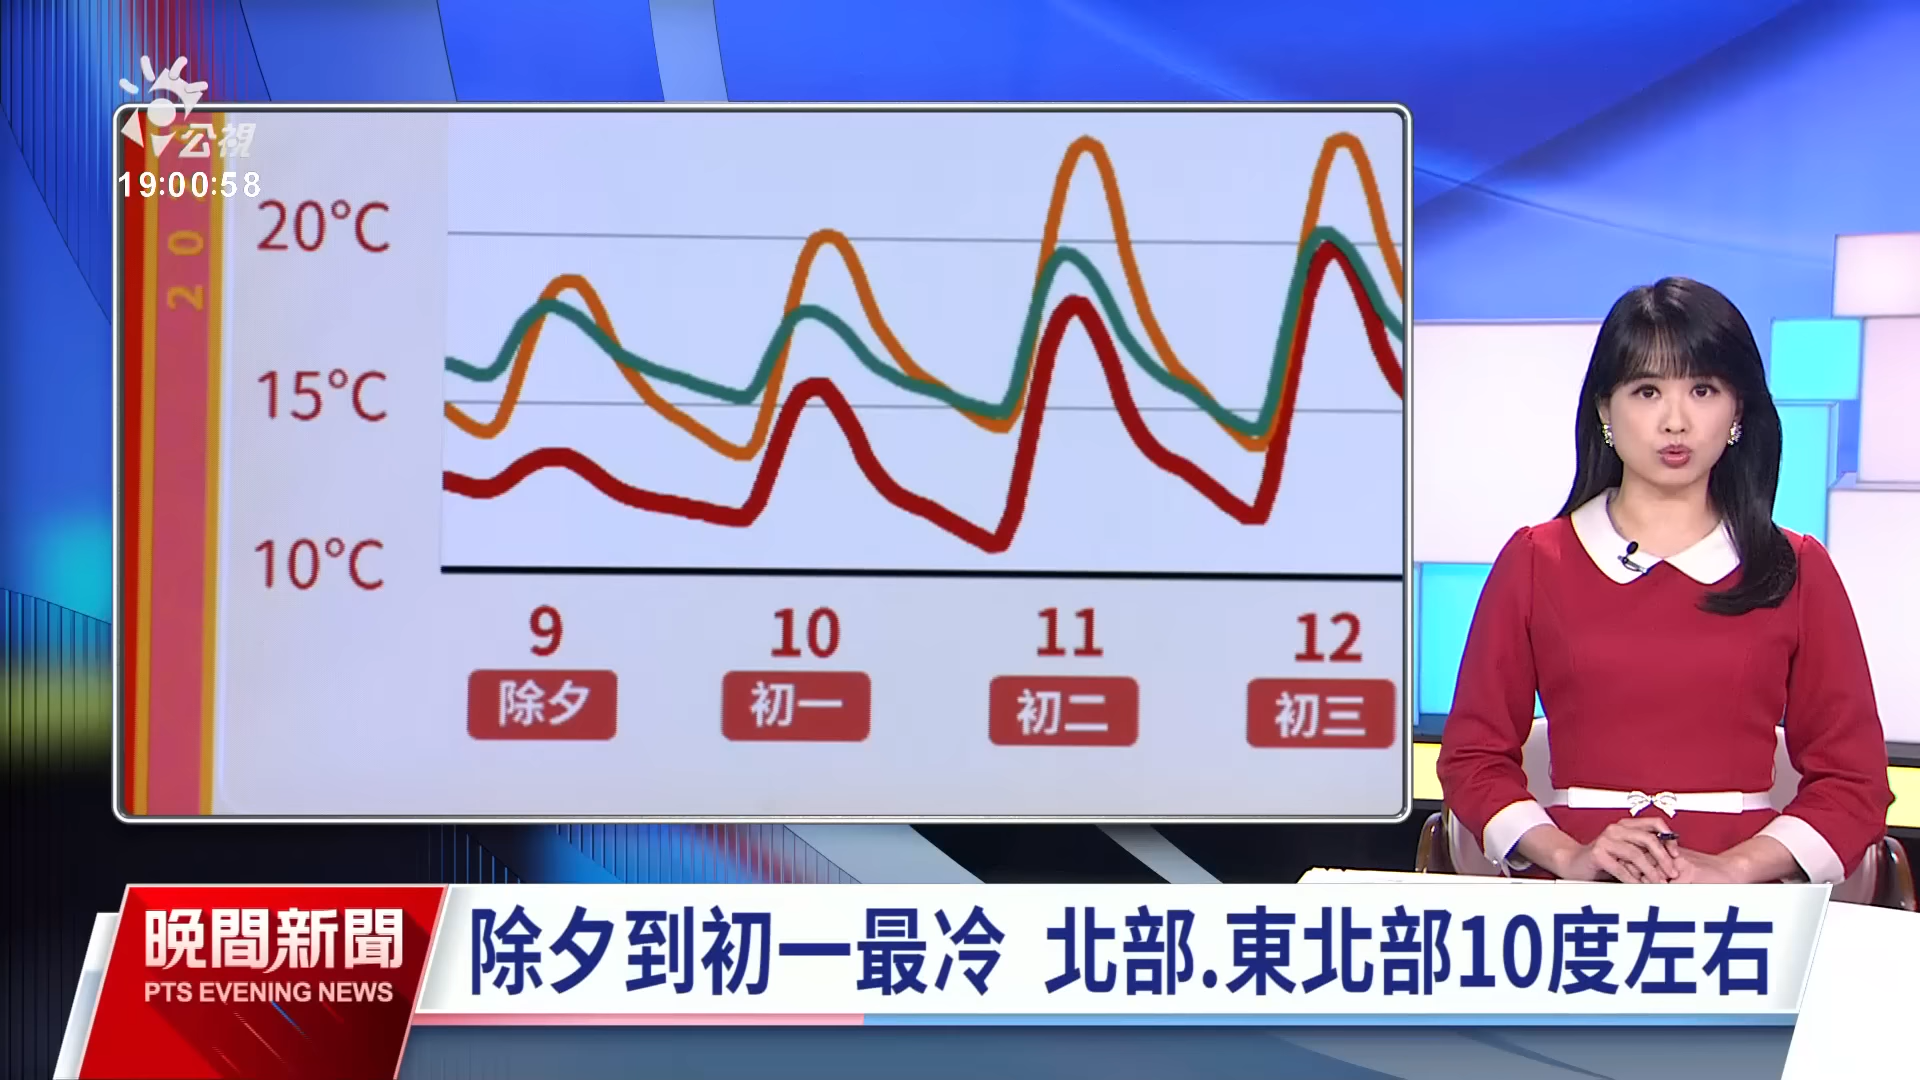 公視
19:00:58
20
20°C
15°C
10°C
9 10 11 12
除夕 初一 初二 初三
晚間新聞
PTS EVENING NEWS
除夕到初一最冷 北部.東北部10度左右